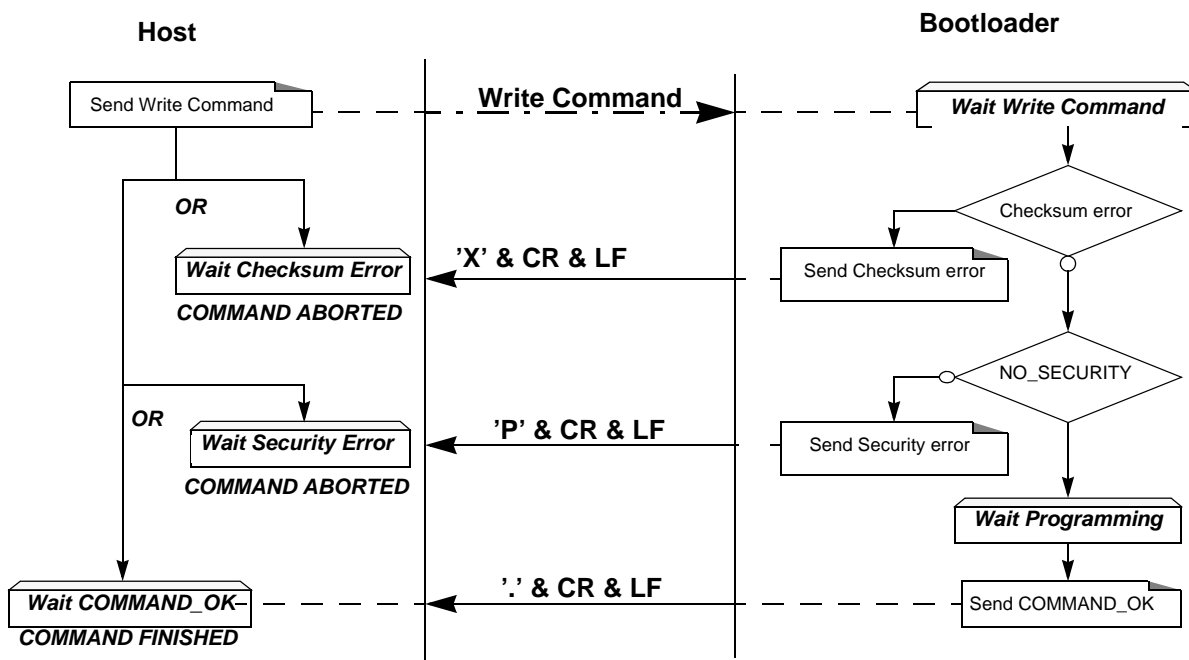 Host
Bootloader
Send Write Command
Write Command
Wait Write Command
OR
Checksum error
Wait Checksum Error
'X' & CR & LF
Send Checksum error
COMMAND ABORTED
NO_SECURITY
OR
Wait Security Error
'P' & CR & LF
Send Security error
COMMAND ABORTED
Wait Programming
Wait COMMAND_OK
'.' & CR & LF
Send COMMAND_OK
COMMAND FINISHED